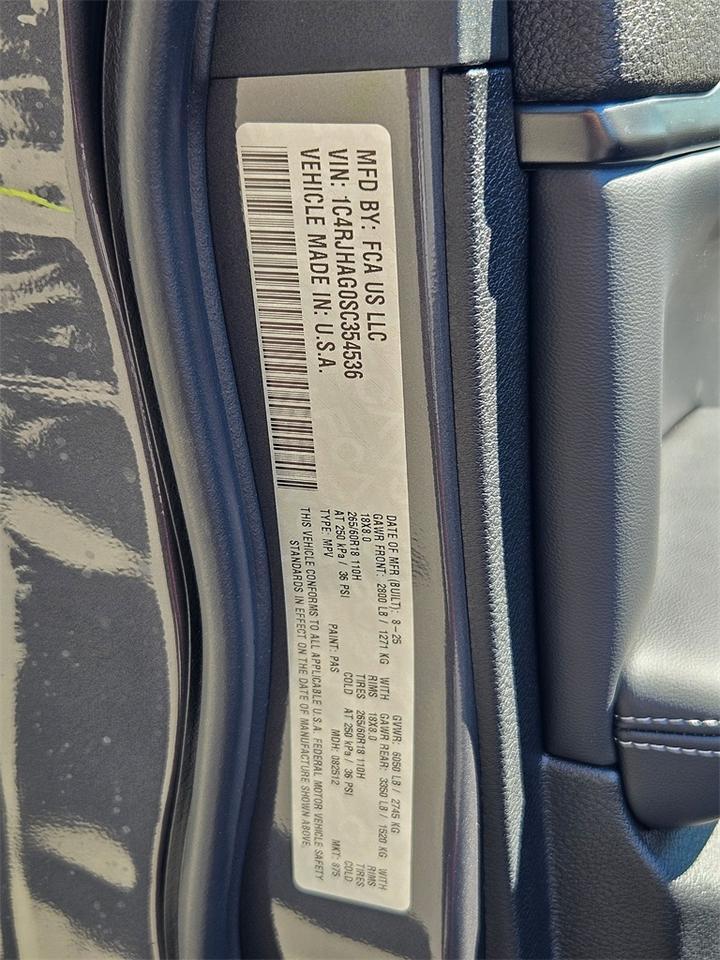 MFD BY: FCA US LLC
VIN: 1C4RJHAG0SC354536
VEHICLE MADE IN: U.S.A.
DATE OF MFR (BUILT): 8-25 GVWR: 6050 LB / 2745 KG
GAWR FRONT: 2800 LB / 1271 KG WITH GAWR REAR: 3350 LB / 1520 KG WITH
18X8.0 RIMS 18X8.0 RIMS
265/60R18 110H TIRES 265/60R18 110H TIRES
AT 250 kPa / 36 PSI COLD AT 250 kPa / 36 PSI COLD
TYPE: MPV PAINT: PAS MDH: 082512 MKT: 875
THIS VEHICLE CONFORMS TO ALL APPLICABLE U.S.A. FEDERAL MOTOR VEHICLE SAFETY
STANDARDS IN EFFECT ON THE DATE OF MANUFACTURE SHOWN ABOVE.